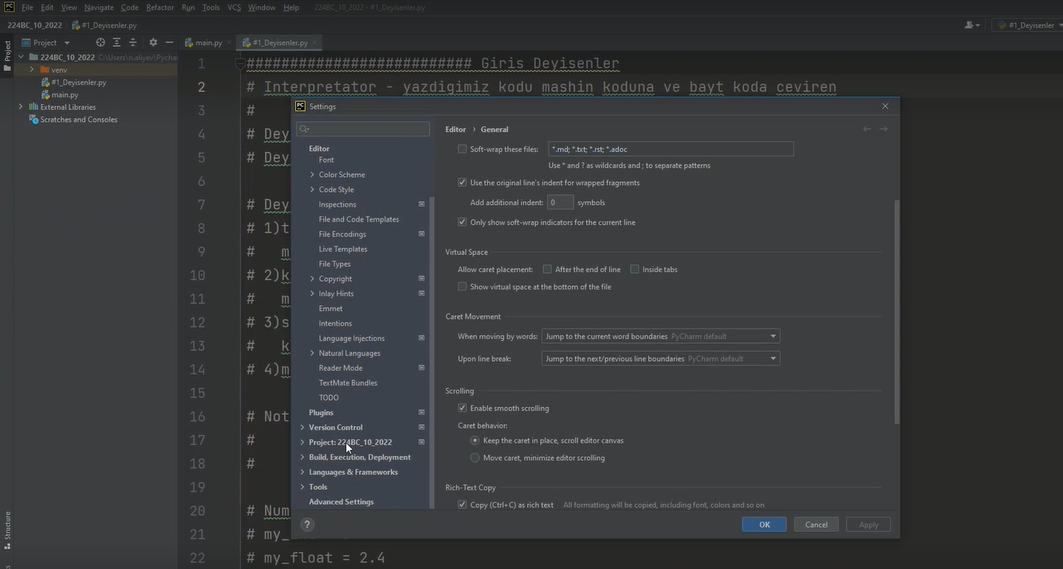 PC File Edit View Navigate Code Refactor Run Tools VCS Window Help 224BC_10_2022 - #1_Deyisenler.py
224BC_10_2022 #1_Deyisenler.py #1_Deyisenler
Project main.py #1_Deyisenler.py
Project
224BC_10_2022 C:\Users\n.aliyev\Pycha
venv
#1_Deyisenler.py
main.py
External Libraries
Scratches and Consoles
Structure
1 ########################## Giris Deyisenler
2 # Interpretator - yazdigimiz kodu mashin koduna ve bayt koda ceviren
3 #
4 # Dey
5 # Dey
6
7 # Dey
8 # 1)t
9 # m
10 # 2)k
11 # m
12 # 3)s
13 # k
14 # 4)m
15
16 # Not
17 #
18 #
19
20 # Num
21 # my_
22 # my_float = 2.4
PC Settings
Editor
Font
Color Scheme
Code Style
Inspections
File and Code Templates
File Encodings
Live Templates
File Types
Copyright
Inlay Hints
Emmet
Intentions
Language Injections
Natural Languages
Reader Mode
TextMate Bundles
TODO
Plugins
Version Control
Project: 224BC_10_2022
Build, Execution, Deployment
Languages & Frameworks
Tools
Advanced Settings
Editor › General
Soft-wrap these files: *.md; *.txt; *.rst; *.adoc
Use * and ? as wildcards and ; to separate patterns
Use the original line's indent for wrapped fragments
Add additional indent: 0 symbols
Only show soft-wrap indicators for the current line
Virtual Space
Allow caret placement: After the end of line Inside tabs
Show virtual space at the bottom of the file
Caret Movement
When moving by words: Jump to the current word boundaries PyCharm default
Upon line break: Jump to the next/previous line boundaries PyCharm default
Scrolling
Enable smooth scrolling
Caret behavior:
Keep the caret in place, scroll editor canvas
Move caret, minimize editor scrolling
Rich-Text Copy
Copy (Ctrl+C) as rich text All formatting will be copied, including font, colors and so on
? OK Cancel Apply